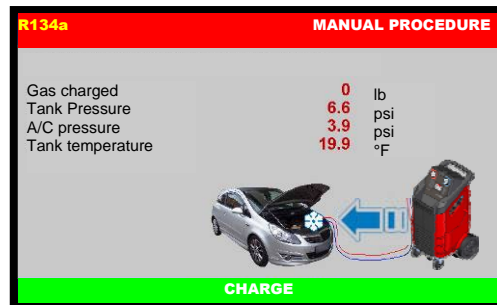 R134a MANUAL PROCEDURE
Gas charged 0 lb
Tank Pressure 6.6 psi
A/C pressure 3.9 psi
Tank temperature 19.9 °F
CHARGE